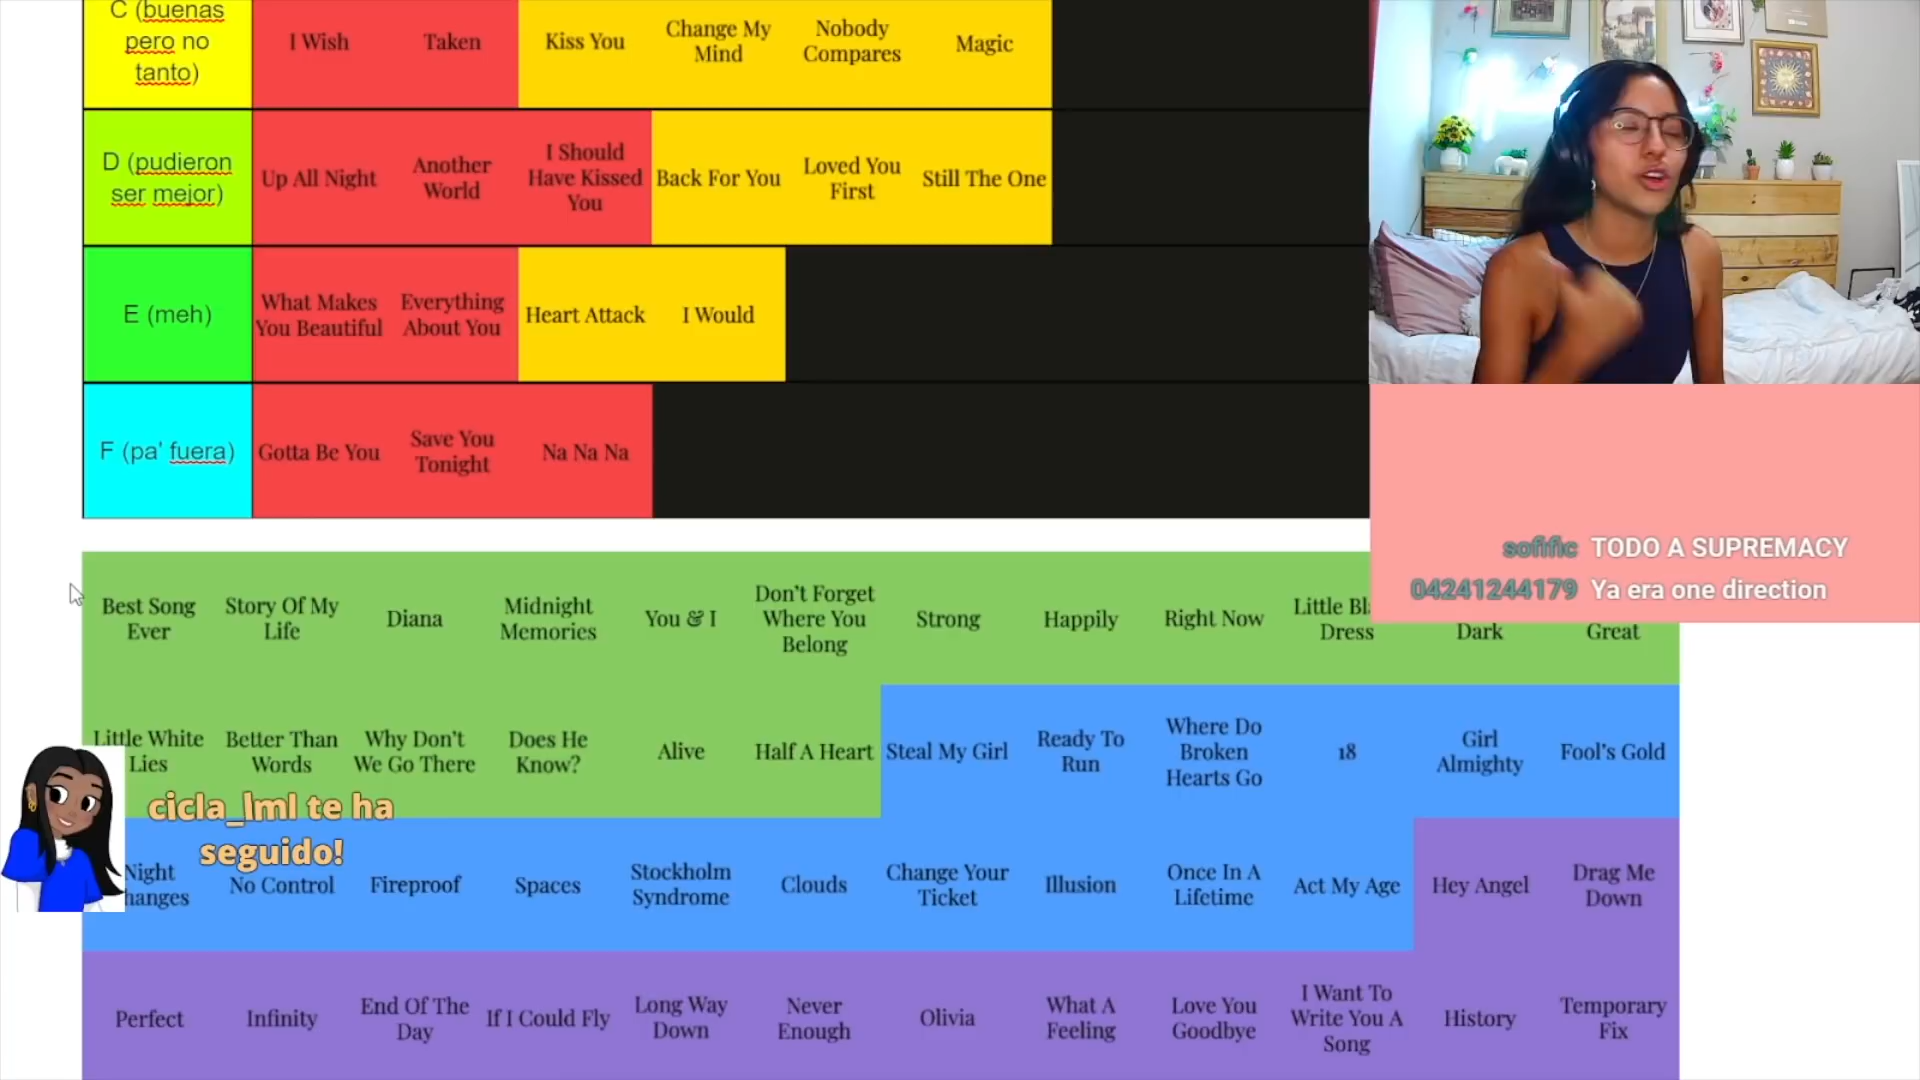 C (buenas
pero no
tanto)
I Wish
Taken
Kiss You
Change My
Mind
Nobody
Compares
Magic
D (pudieron
ser mejor)
Up All Night
Another
World
I Should
Have Kissed
You
Back For You
Loved You
First
Still The One
E (meh)
What Makes
You Beautiful
Everything
About You
Heart Attack
I Would
F (pa' fuera)
Gotta Be You
Save You
Tonight
Na Na Na
sofific TODO A SUPREMACY
04241244179 Ya era one direction
Best Song
Ever
Story Of My
Life
Diana
Midnight
Memories
You & I
Don't Forget
Where You
Belong
Strong
Happily
Right Now
Little Bla
Dress
Dark
Great
Little White
Lies
Better Than
Words
Why Don't
We Go There
Does He
Know?
Alive
Half A Heart
Steal My Girl
Ready To
Run
Where Do
Broken
Hearts Go
18
Girl
Almighty
Fool's Gold
cicla_lml te ha
seguido!
Night
hanges
No Control
Fireproof
Spaces
Stockholm
Syndrome
Clouds
Change Your
Ticket
Illusion
Once In A
Lifetime
Act My Age
Hey Angel
Drag Me
Down
Perfect
Infinity
End Of The
Day
If I Could Fly
Long Way
Down
Never
Enough
Olivia
What A
Feeling
Love You
Goodbye
I Want To
Write You A
Song
History
Temporary
Fix